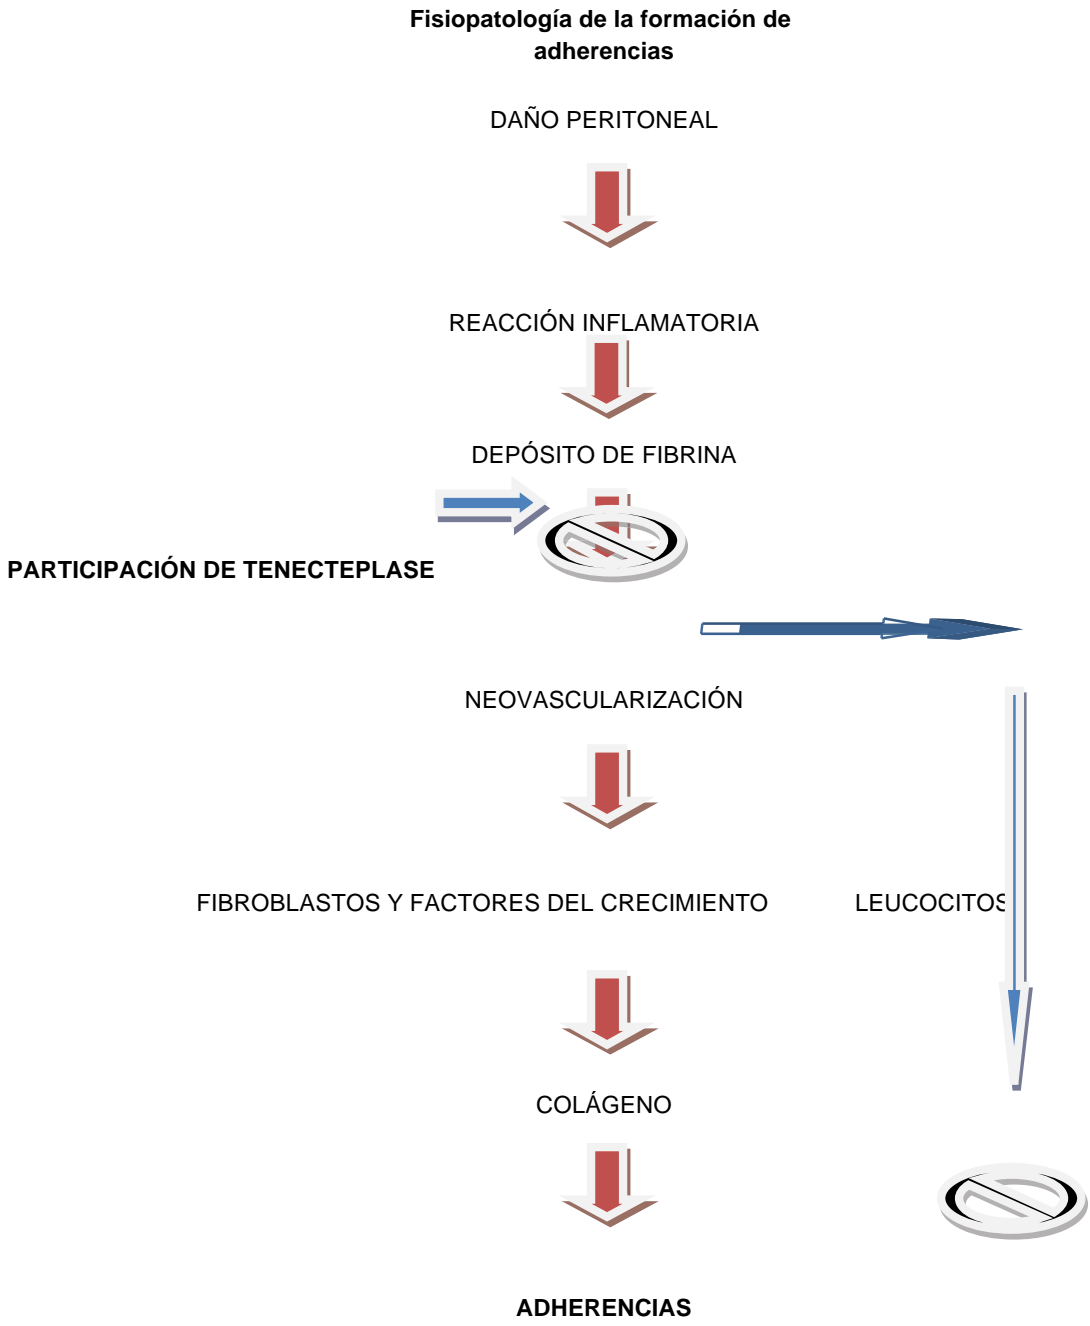 Fisiopatología de la formación de
adherencias
DAÑO PERITONEAL
REACCIÓN INFLAMATORIA
DEPÓSITO DE FIBRINA
PARTICIPACIÓN DE TENECTEPLASE
NEOVASCULARIZACIÓN
FIBROBLASTOS Y FACTORES DEL CRECIMIENTO LEUCOCITOS
COLÁGENO
ADHERENCIAS